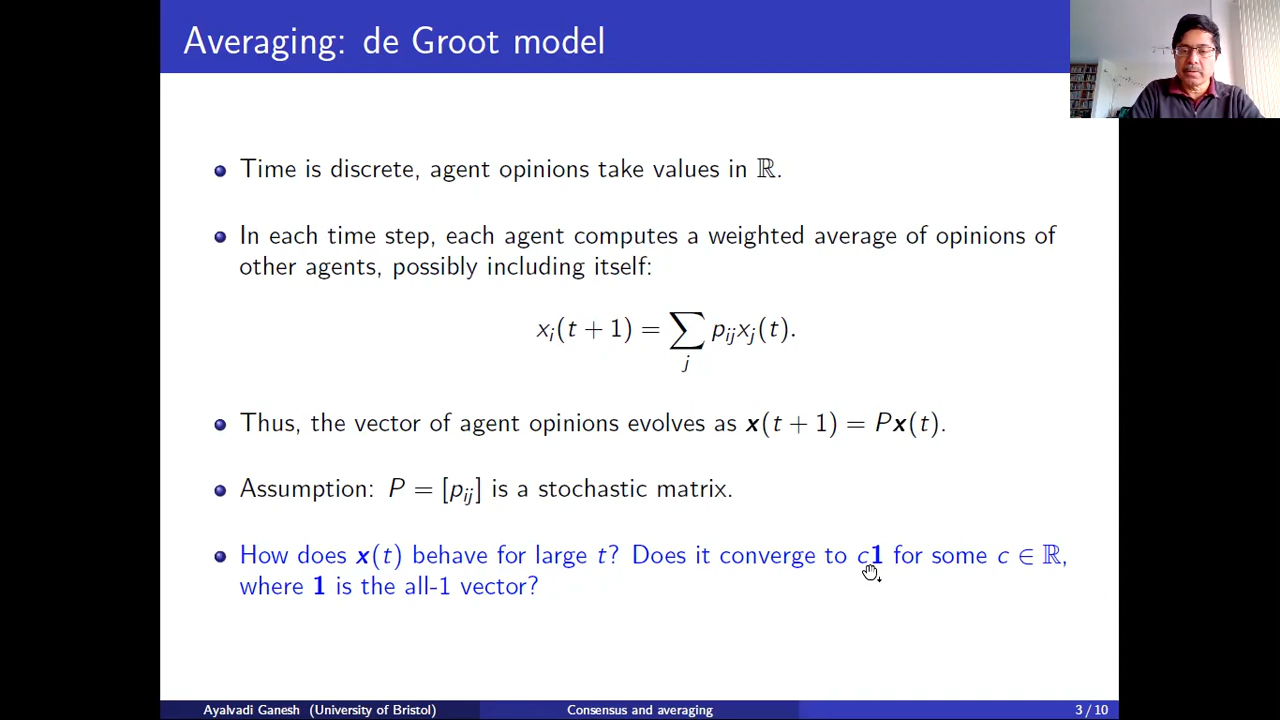 Averaging: de Groot model
Time is discrete, agent opinions take values in ℝ.
In each time step, each agent computes a weighted average of opinions of
other agents, possibly including itself:
x_i(t + 1) = ∑_j p_{ij}x_j(t).
Thus, the vector of agent opinions evolves as x(t + 1) = Px(t).
Assumption: P = [p_{ij}] is a stochastic matrix.
How does x(t) behave for large t? Does it converge to c1 for some c ∈ ℝ,
where 1 is the all-1 vector?
Ayalvadi Ganesh (University of Bristol) Consensus and averaging 3 / 10